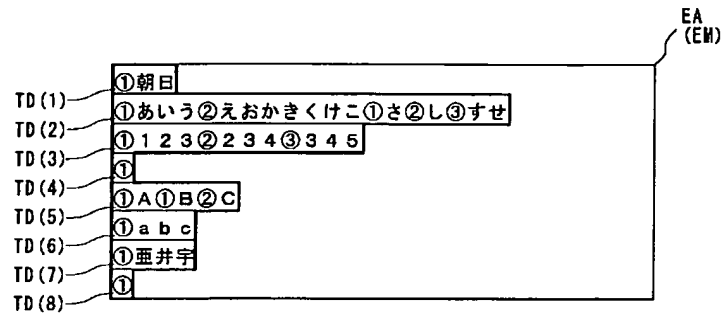 EA
(EM)
TD(1) ①朝日
TD(2) ①あいう②えおかきくけこ①さ②し③すせ
TD(3) ①123②234③345
TD(4) ①
TD(5) ①A①B②C
TD(6) ①abc
TD(7) ①亜井宇
TD(8) ①